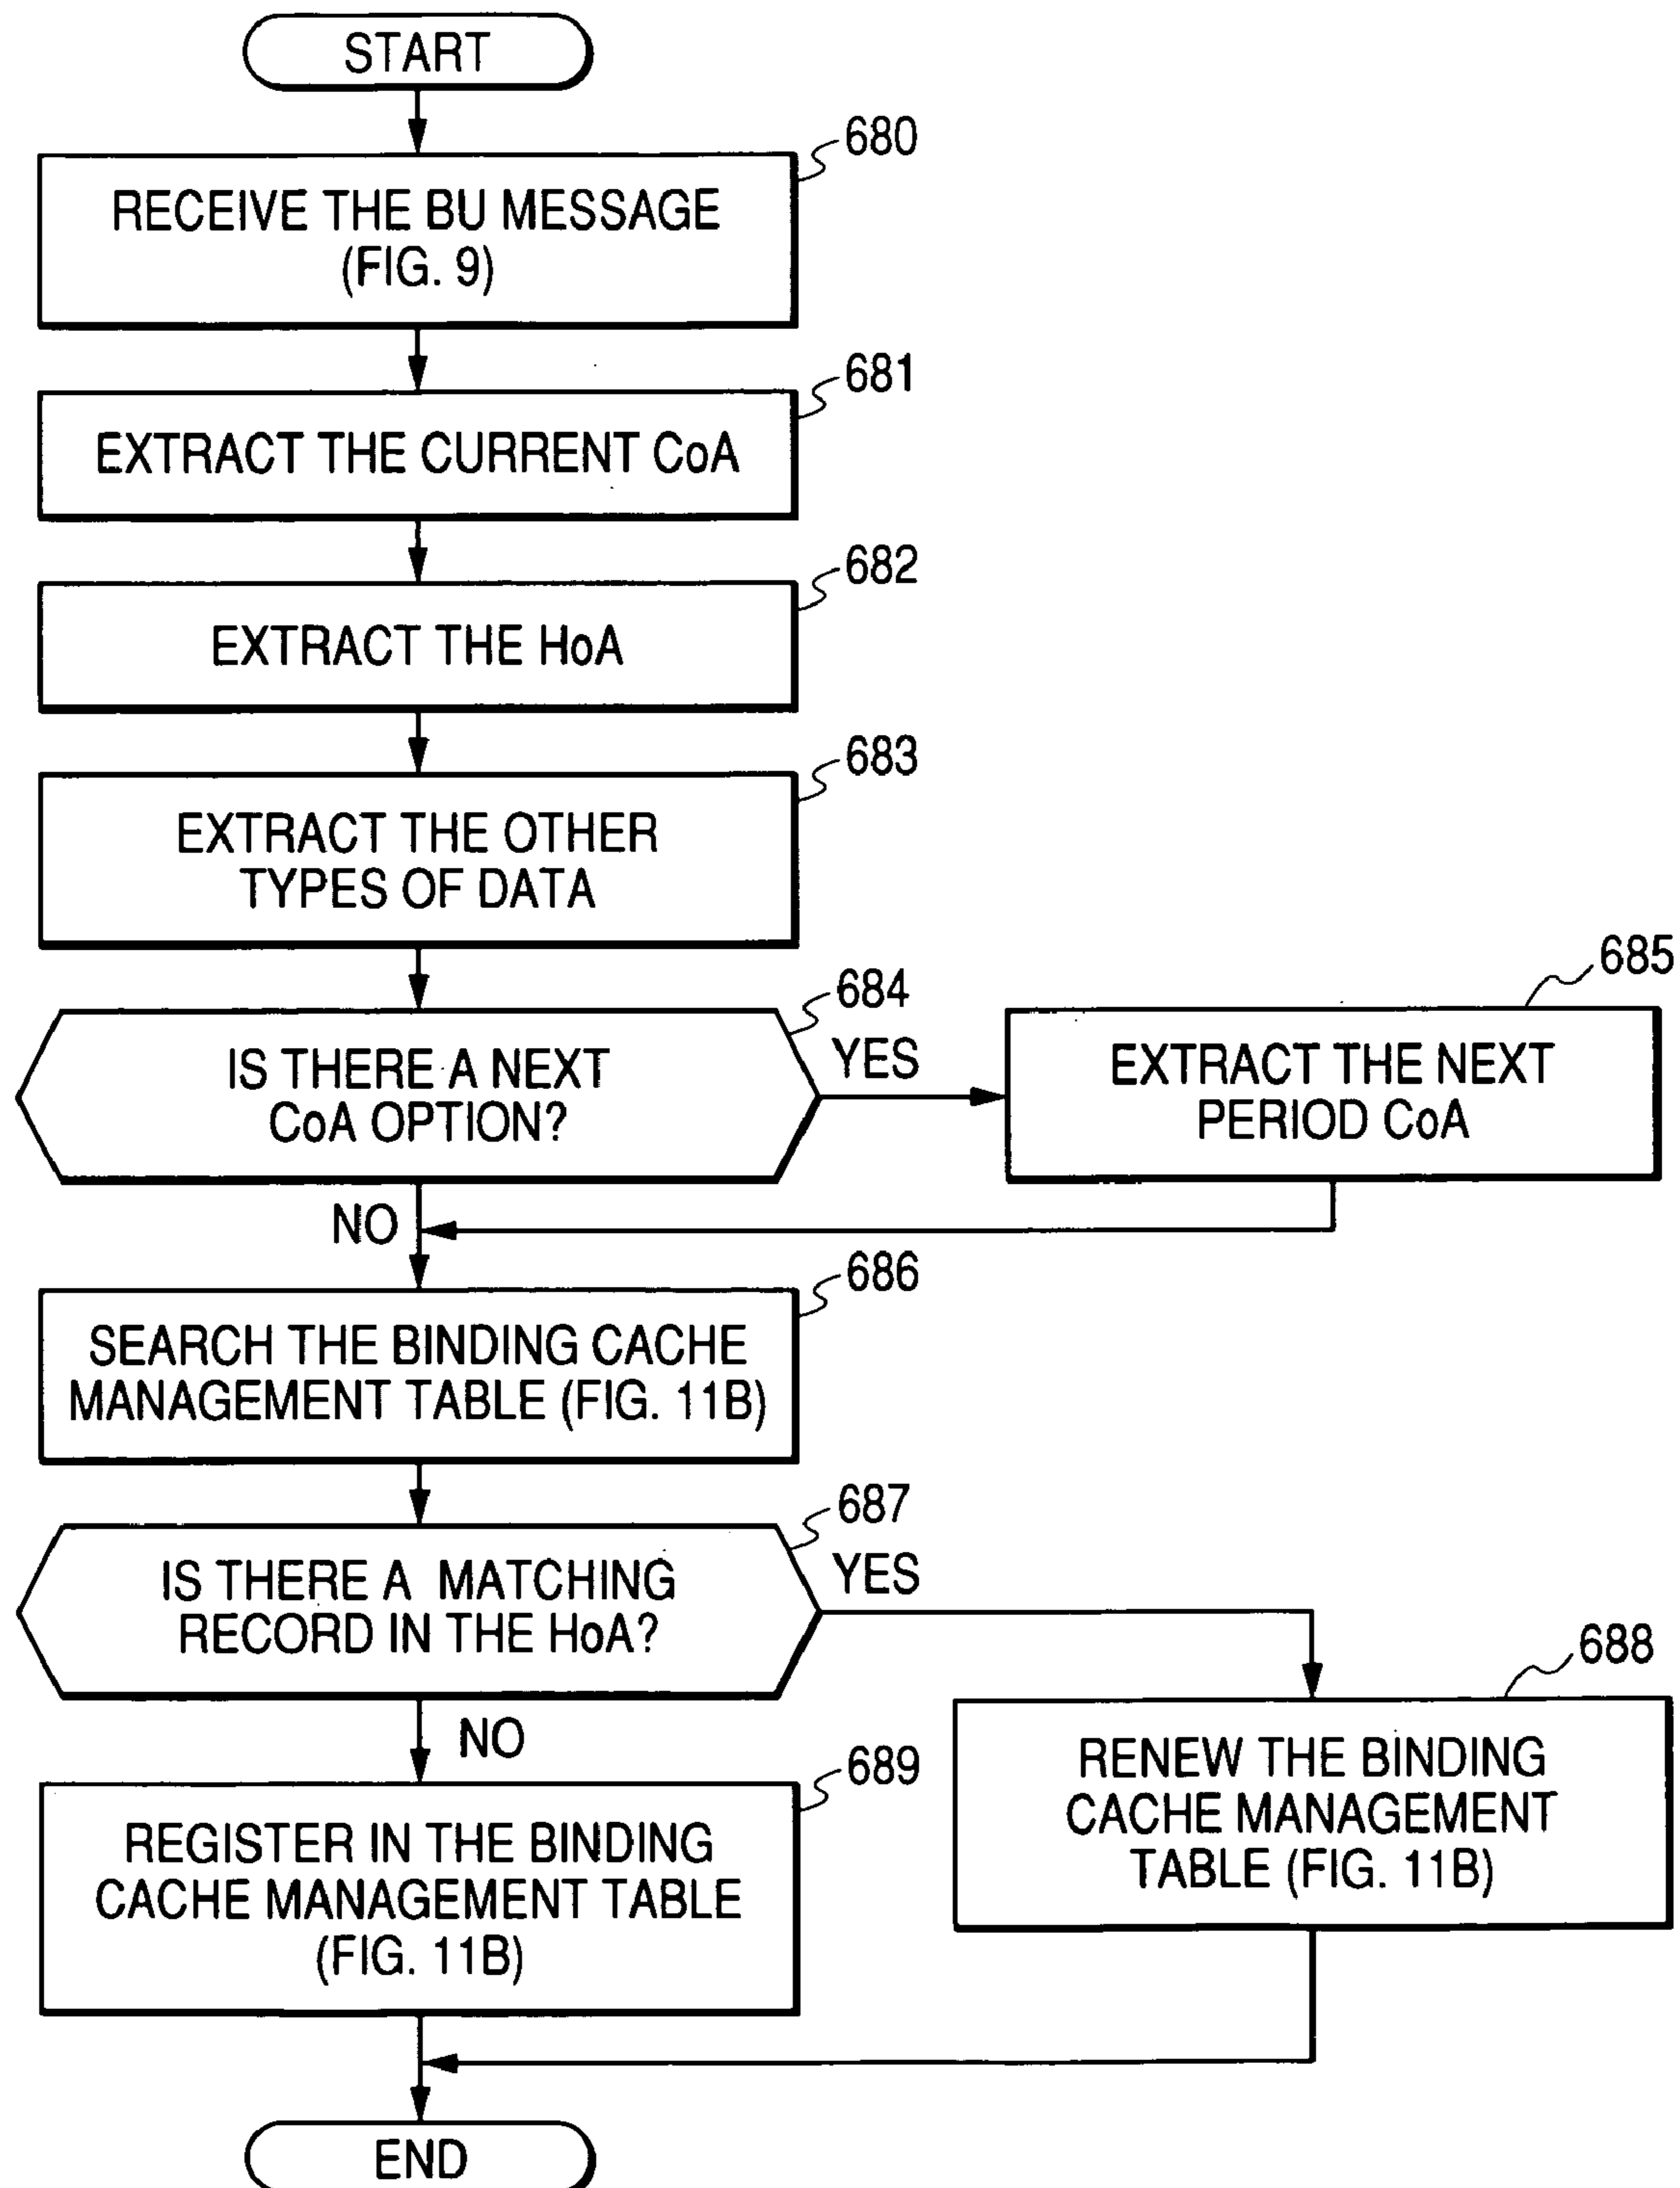 START
680
RECEIVE THE BU MESSAGE
(FIG. 9)
681
EXTRACT THE CURRENT CoA
682
EXTRACT THE HoA
683
EXTRACT THE OTHER
TYPES OF DATA
684
IS THERE A NEXT
CoA OPTION?
YES
685
EXTRACT THE NEXT
PERIOD CoA
NO
686
SEARCH THE BINDING CACHE
MANAGEMENT TABLE (FIG. 11B)
687
IS THERE A MATCHING
RECORD IN THE HoA?
YES
688
RENEW THE BINDING
CACHE MANAGEMENT
TABLE (FIG. 11B)
NO
689
REGISTER IN THE BINDING
CACHE MANAGEMENT TABLE
(FIG. 11B)
END